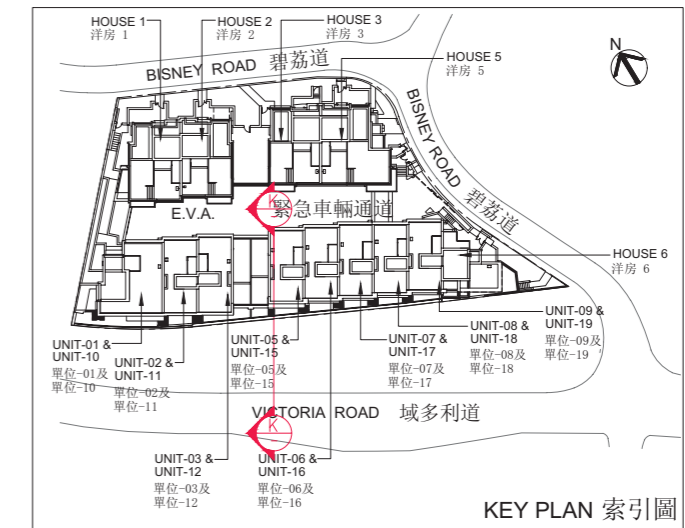 HOUSE 1
洋房 1
HOUSE 2
洋房 2
HOUSE 3
洋房 3
HOUSE 5
洋房 5
N
BISNEY ROAD 碧荔道
BISNEY ROAD 碧荔道
K
E.V.A. 緊急車輛通道
HOUSE 6
洋房 6
UNIT-01 &
UNIT-10
單位-01及
單位-10
UNIT-02 &
UNIT-11
單位-02及
單位-11
UNIT-05 &
UNIT-15
單位-05及
單位-15
UNIT-07 &
UNIT-17
單位-07及
單位-17
UNIT-08 &
UNIT-18
單位-08及
單位-18
UNIT-09 &
UNIT-19
單位-09及
單位-19
VICTORIA ROAD 域多利道
K
UNIT-03 &
UNIT-12
單位-03及
單位-12
UNIT-06 &
UNIT-16
單位-06及
單位-16
KEY PLAN 索引圖